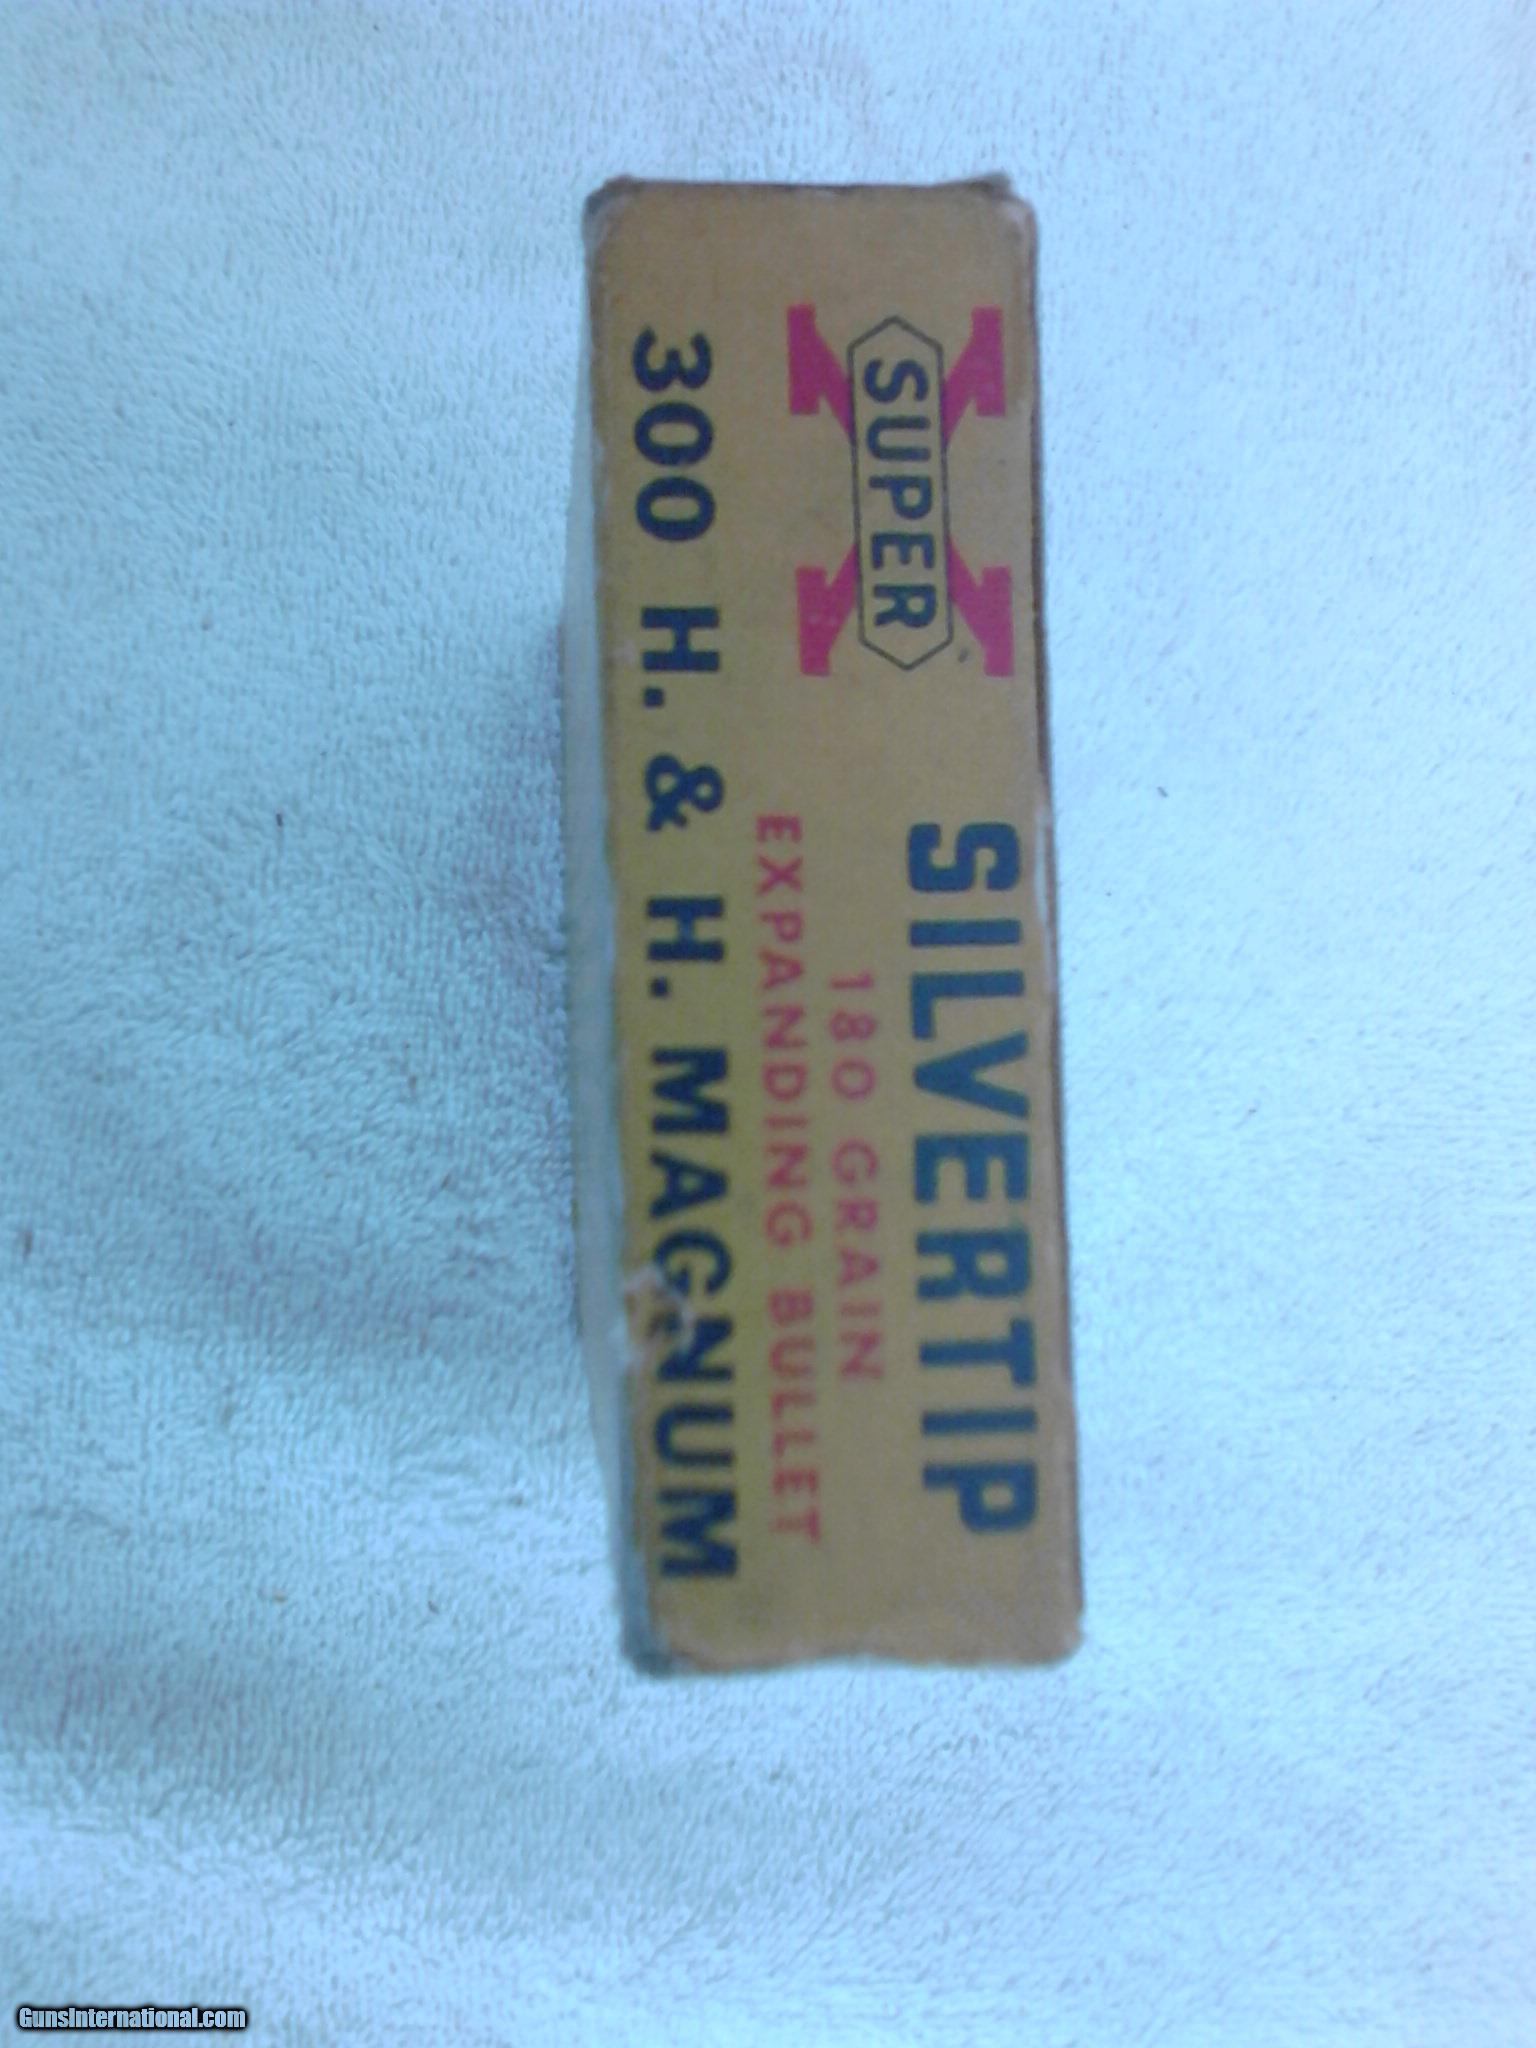 SUPER X
SILVERTIP
180 GRAIN
EXPANDING BULLET
300 H. & H. MAGNUM
GunsInternational.com